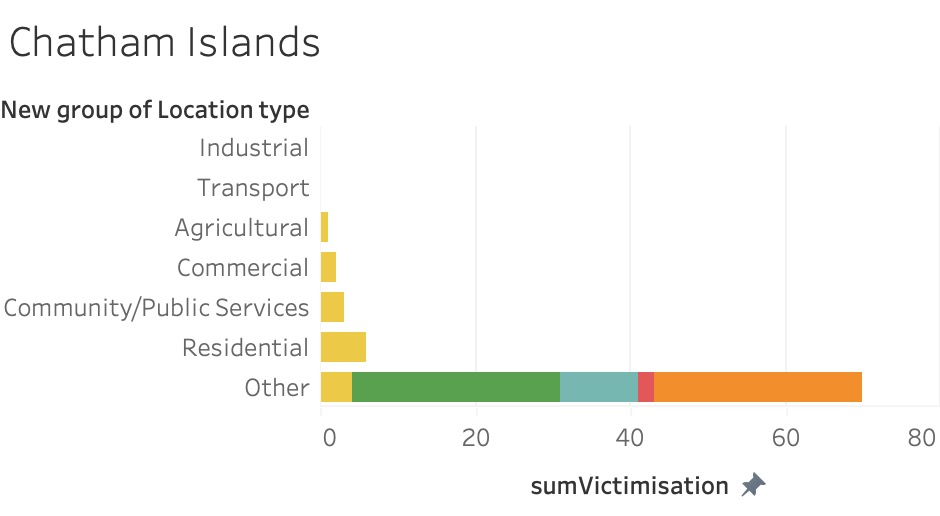 Chatham Islands
New group of Location type
Industrial
Transport
Agricultural
Commercial
Community/Public Services
Residential
Other
0 20 40 60 80
sumVictimisation